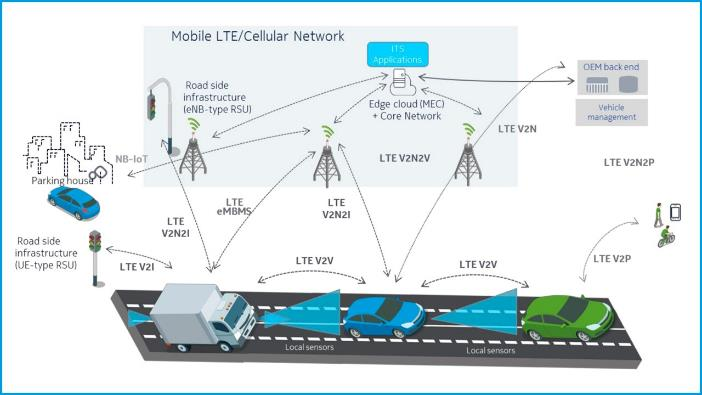 Mobile LTE/Cellular Network
ITS
Applications
OEM back end
Road side
infrastructure
(eNB-type RSU)
Edge cloud (MEC)
+ Core Network
Vehicle
management
LTE V2N
NB-IoT
LTE V2N2V
LTE V2N2P
Parking house
LTE
V2N2I
LTE
eMBMS
LTE
V2N2I
Road side
infrastructure
(UE-type RSU)
LTE V2I
LTE V2V
LTE V2V
LTE V2P
Local sensors
Local sensors